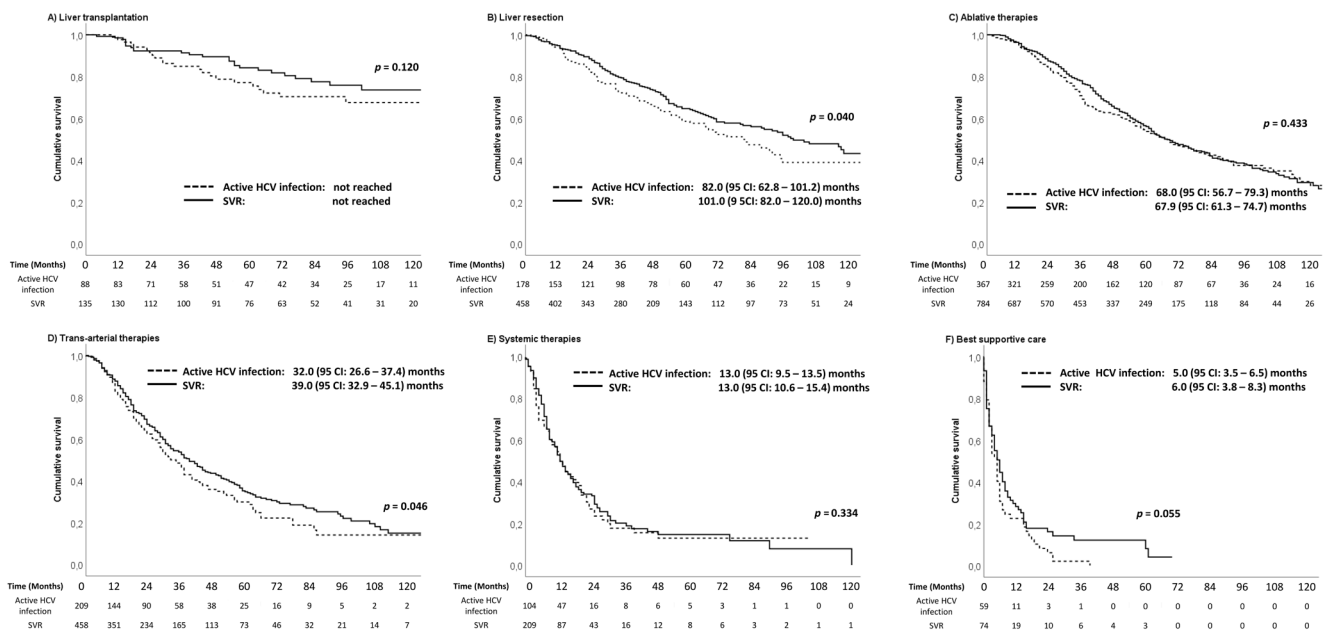 A) Liver transplantation
1,0
0,8
0,6
0,4
0,2
0,0
Cumulative survival
p = 0.120
Active HCV infection: not reached
SVR: not reached
Time (Months) 0 12 24 36 48 60 72 84 96 108 120
Active HCV infection 88 83 71 58 51 47 42 34 25 17 11
SVR 135 130 112 100 91 76 63 52 41 31 20
B) Liver resection
1,0
0,8
0,6
0,4
0,2
0,0
Cumulative survival
p = 0.040
Active HCV infection: 82.0 (95 CI: 62.8 – 101.2) months
SVR: 101.0 (9 5CI: 82.0 – 120.0) months
0 12 24 36 48 60 72 84 96 108 120
178 153 121 98 78 60 47 36 22 15 9
458 402 343 280 209 143 112 97 73 51 24
C) Ablative therapies
1,0
0,8
0,6
0,4
0,2
0,0
Cumulative survival
p = 0.433
Active HCV infection: 68.0 (95 CI: 56.7 – 79.3) months
SVR: 67.9 (95 CI: 61.3 – 74.7) months
0 12 24 36 48 60 72 84 96 108 120
367 321 259 200 162 120 87 67 36 24 16
784 687 570 453 337 249 175 118 84 44 26
D) Trans-arterial therapies
1,0
0,8
0,6
0,4
0,2
0,0
Cumulative survival
Active HCV infection: 32.0 (95 CI: 26.6 – 37.4) months
SVR: 39.0 (95 CI: 32.9 – 45.1) months
p = 0.046
Time (Months) 0 12 24 36 48 60 72 84 96 108 120
Active HCV infection 209 144 90 58 38 25 16 9 5 2 2
SVR 458 351 234 165 113 73 46 32 21 14 7
E) Systemic therapies
1,0
0,8
0,6
0,4
0,2
0,0
Cumulative survival
Active HCV infection: 13.0 (95 CI: 9.5 – 13.5) months
SVR: 13.0 (95 CI: 10.6 – 15.4) months
p = 0.334
Time (Months) 0 12 24 36 48 60 72 84 96 108 120
Active HCV infection 104 47 16 8 6 5 3 1 1 0 0
SVR 209 87 43 16 12 8 6 3 2 1 1
F) Best supportive care
1,0
0,8
0,6
0,4
0,2
0,0
Cumulative survival
Active HCV infection: 5.0 (95 CI: 3.5 – 6.5) months
SVR: 6.0 (95 CI: 3.8 – 8.3) months
p = 0.055
Time (Months) 0 12 24 36 48 60 72 84 96 108 120
Active HCV infection 59 11 3 1 0 0 0 0 0 0 0
SVR 74 19 10 6 4 3 0 0 0 0 0